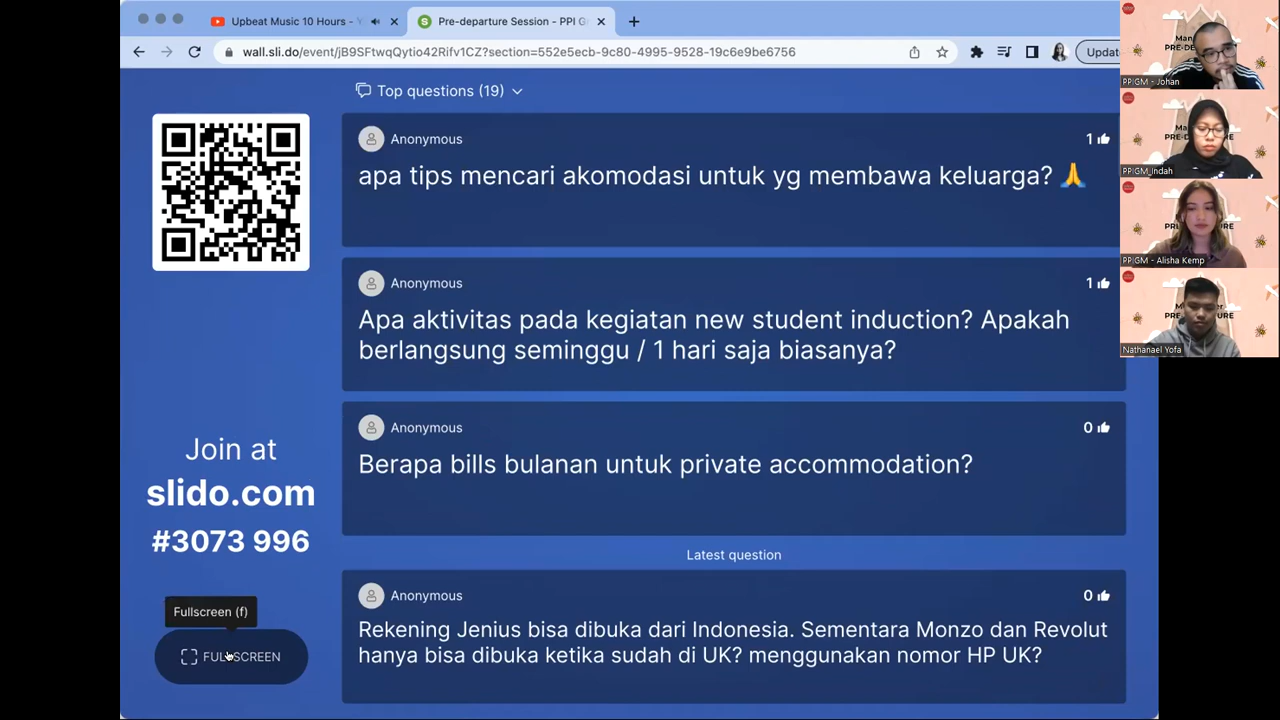 Upbeat Music 10 Hours -
Pre-departure Session - PPI G
wall.sli.do/event/jB9SFtwqQytio42Rifv1CZ?section=552e5ecb-9c80-4995-9528-19c6e9be6756
Top questions (19)
Anonymous
1
apa tips mencari akomodasi untuk yg membawa keluarga? 🙏
Anonymous
1
Apa aktivitas pada kegiatan new student induction? Apakah
berlangsung seminggu / 1 hari saja biasanya?
Anonymous
0
Berapa bills bulanan untuk private accommodation?
Latest question
Anonymous
0
Rekening Jenius bisa dibuka dari Indonesia. Sementara Monzo dan Revolut
hanya bisa dibuka ketika sudah di UK? menggunakan nomor HP UK?
Join at
slido.com
#3073 996
Fullscreen (f)
FULLSCREEN
PPIGM - Johan
PPIGM_Indah
PPIGM - Alisha Kemp
Nathanael Yofa